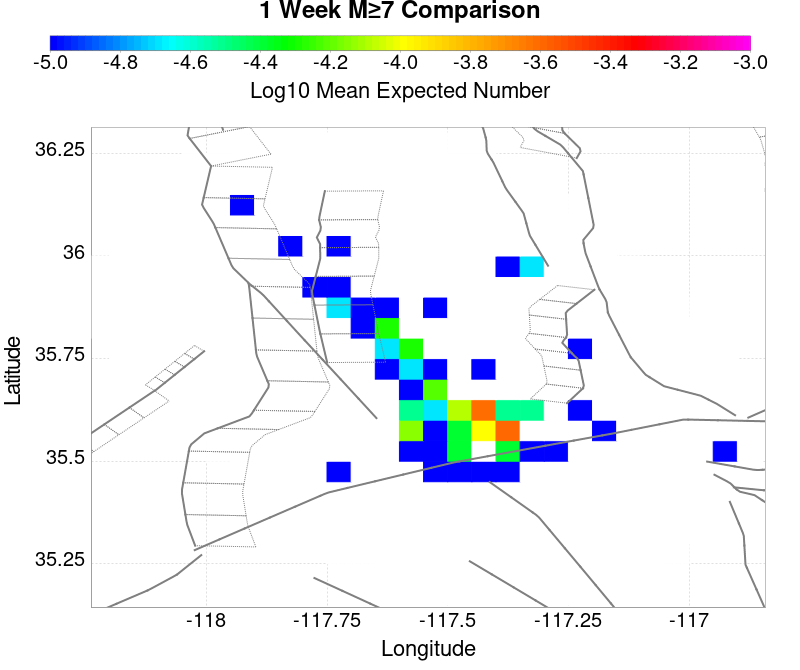 1 Week M≥7 Comparison
-5.0 -4.8 -4.6 -4.4 -4.2 -4.0 -3.8 -3.6 -3.4 -3.2 -3.0
Log10 Mean Expected Number
36.25
36
35.75
35.5
35.25
Latitude
-118 -117.75 -117.5 -117.25 -117
Longitude